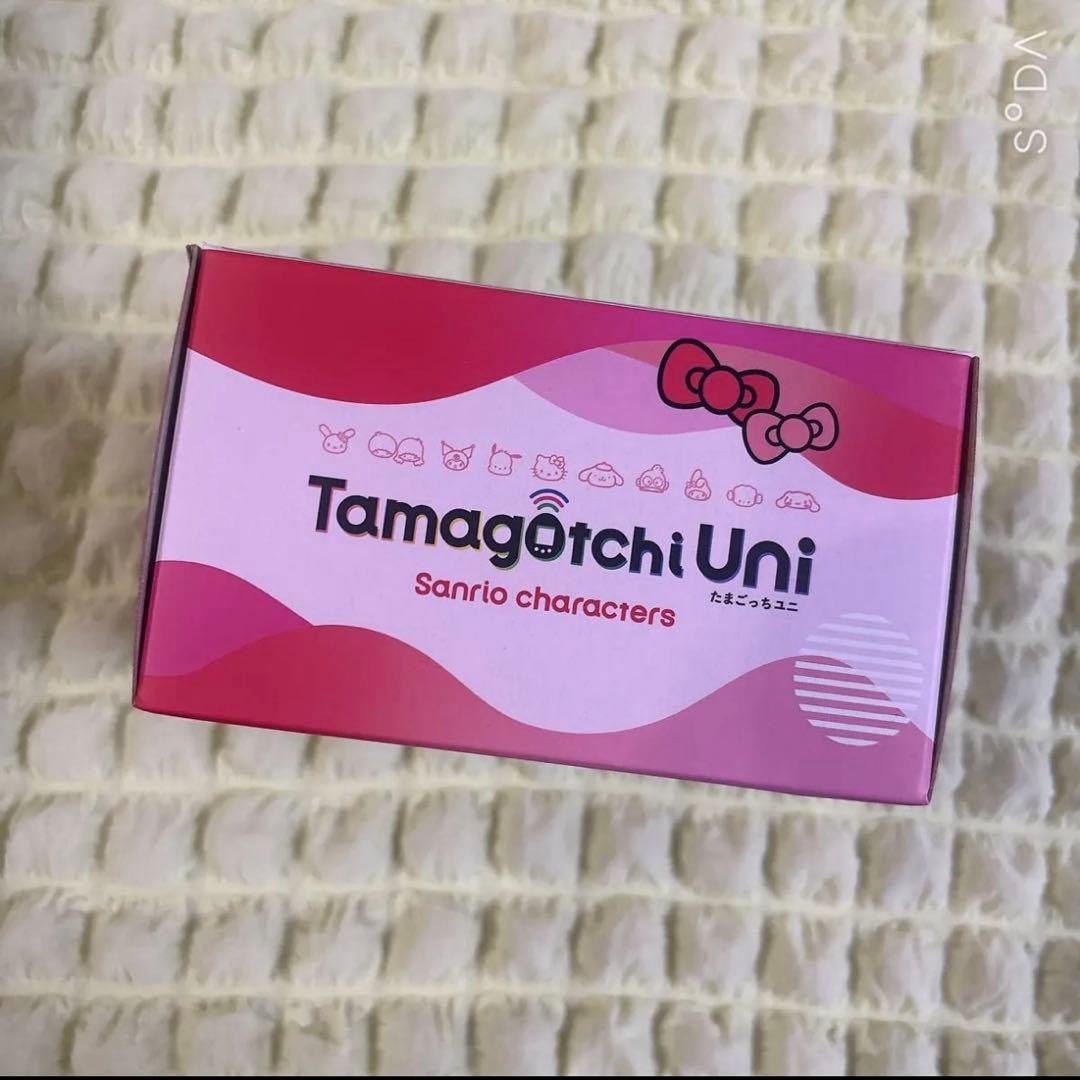 SODA
Tamagotchi Uni
たまごっちユニ
Sanrio characters